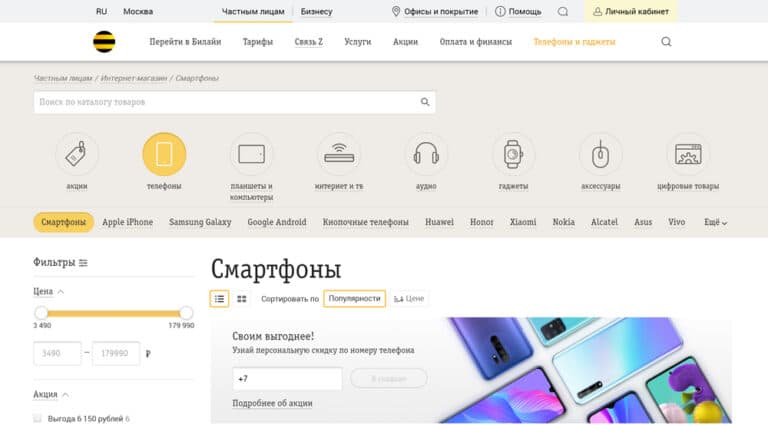 RU Москва Частным лицам Бизнесу Офисы и покрытие Помощь Личный кабинет
Перейти в Билайн Тарифы Связь Z Услуги Акции Оплата и финансы Телефоны и гаджеты
Частным лицам / Интернет-магазин / Смартфоны
Поиск по каталогу товаров
акции телефоны планшеты и компьютеры интернет и тв аудио гаджеты аксессуары цифровые товары
Смартфоны Apple iPhone Samsung Galaxy Google Android Кнопочные телефоны Huawei Honor Xiaomi Nokia Alcatel Asus Vivo Ещё
Фильтры
Цена
3 490 179 990
3490 – 179990 ₽
Акция
Выгода 6 150 рублей 6
Смартфоны
Сортировать по Популярности Цене
Своим выгоднее!
Узнай персональную скидку по номеру телефона
+7
Подробнее об акции